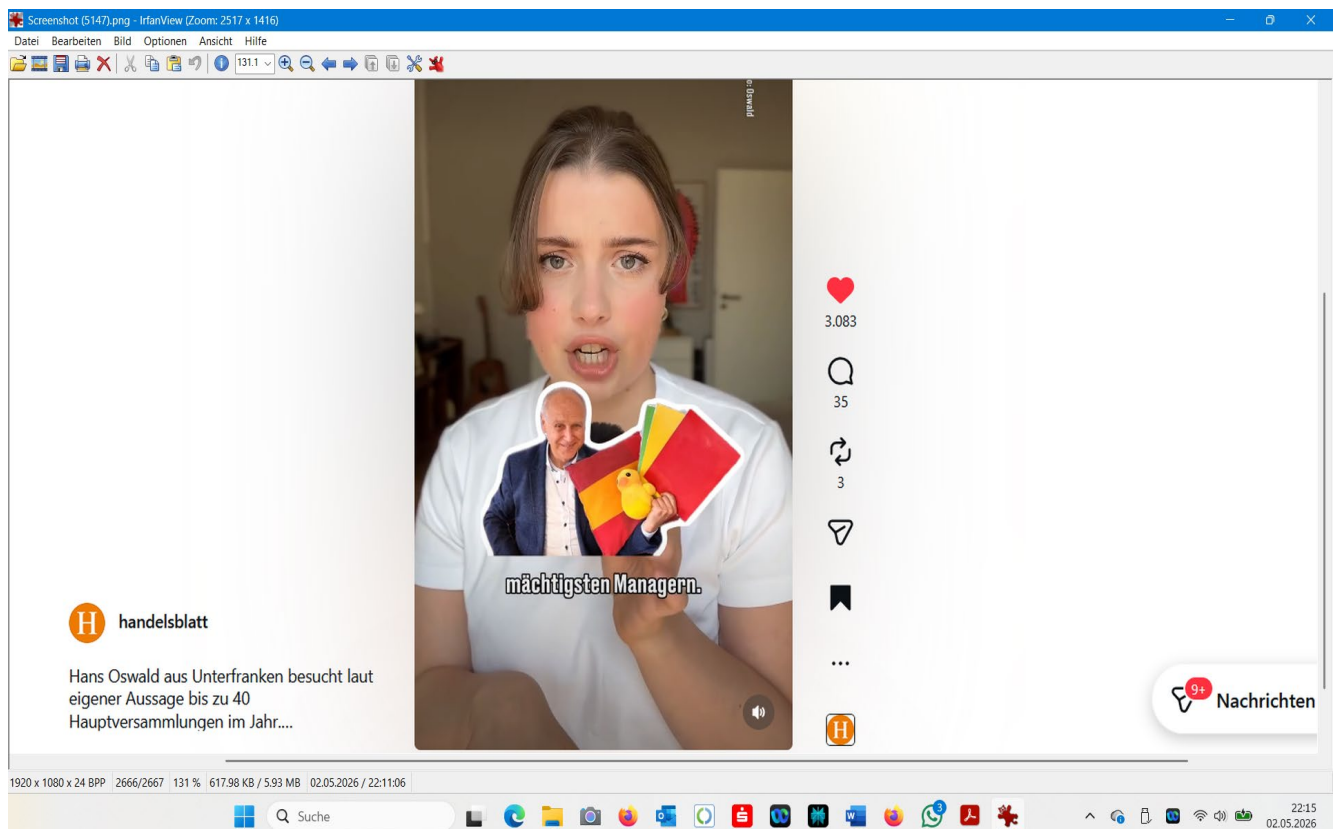 Screenshot (5147).png - IrfanView (Zoom: 2517 x 1416)
Datei Bearbeiten Bild Optionen Ansicht Hilfe
131.1
o: Oswald
3.083
35
3
mächtigsten Managern.
H handelsblatt
Hans Oswald aus Unterfranken besucht laut
eigener Aussage bis zu 40
Hauptversammlungen im Jahr....
H
9+ Nachrichten
1920 x 1080 x 24 BPP 2666/2667 131 % 617.98 KB / 5.93 MB 02.05.2026 / 22:11:06
Suche
3
22:15
02.05.2026